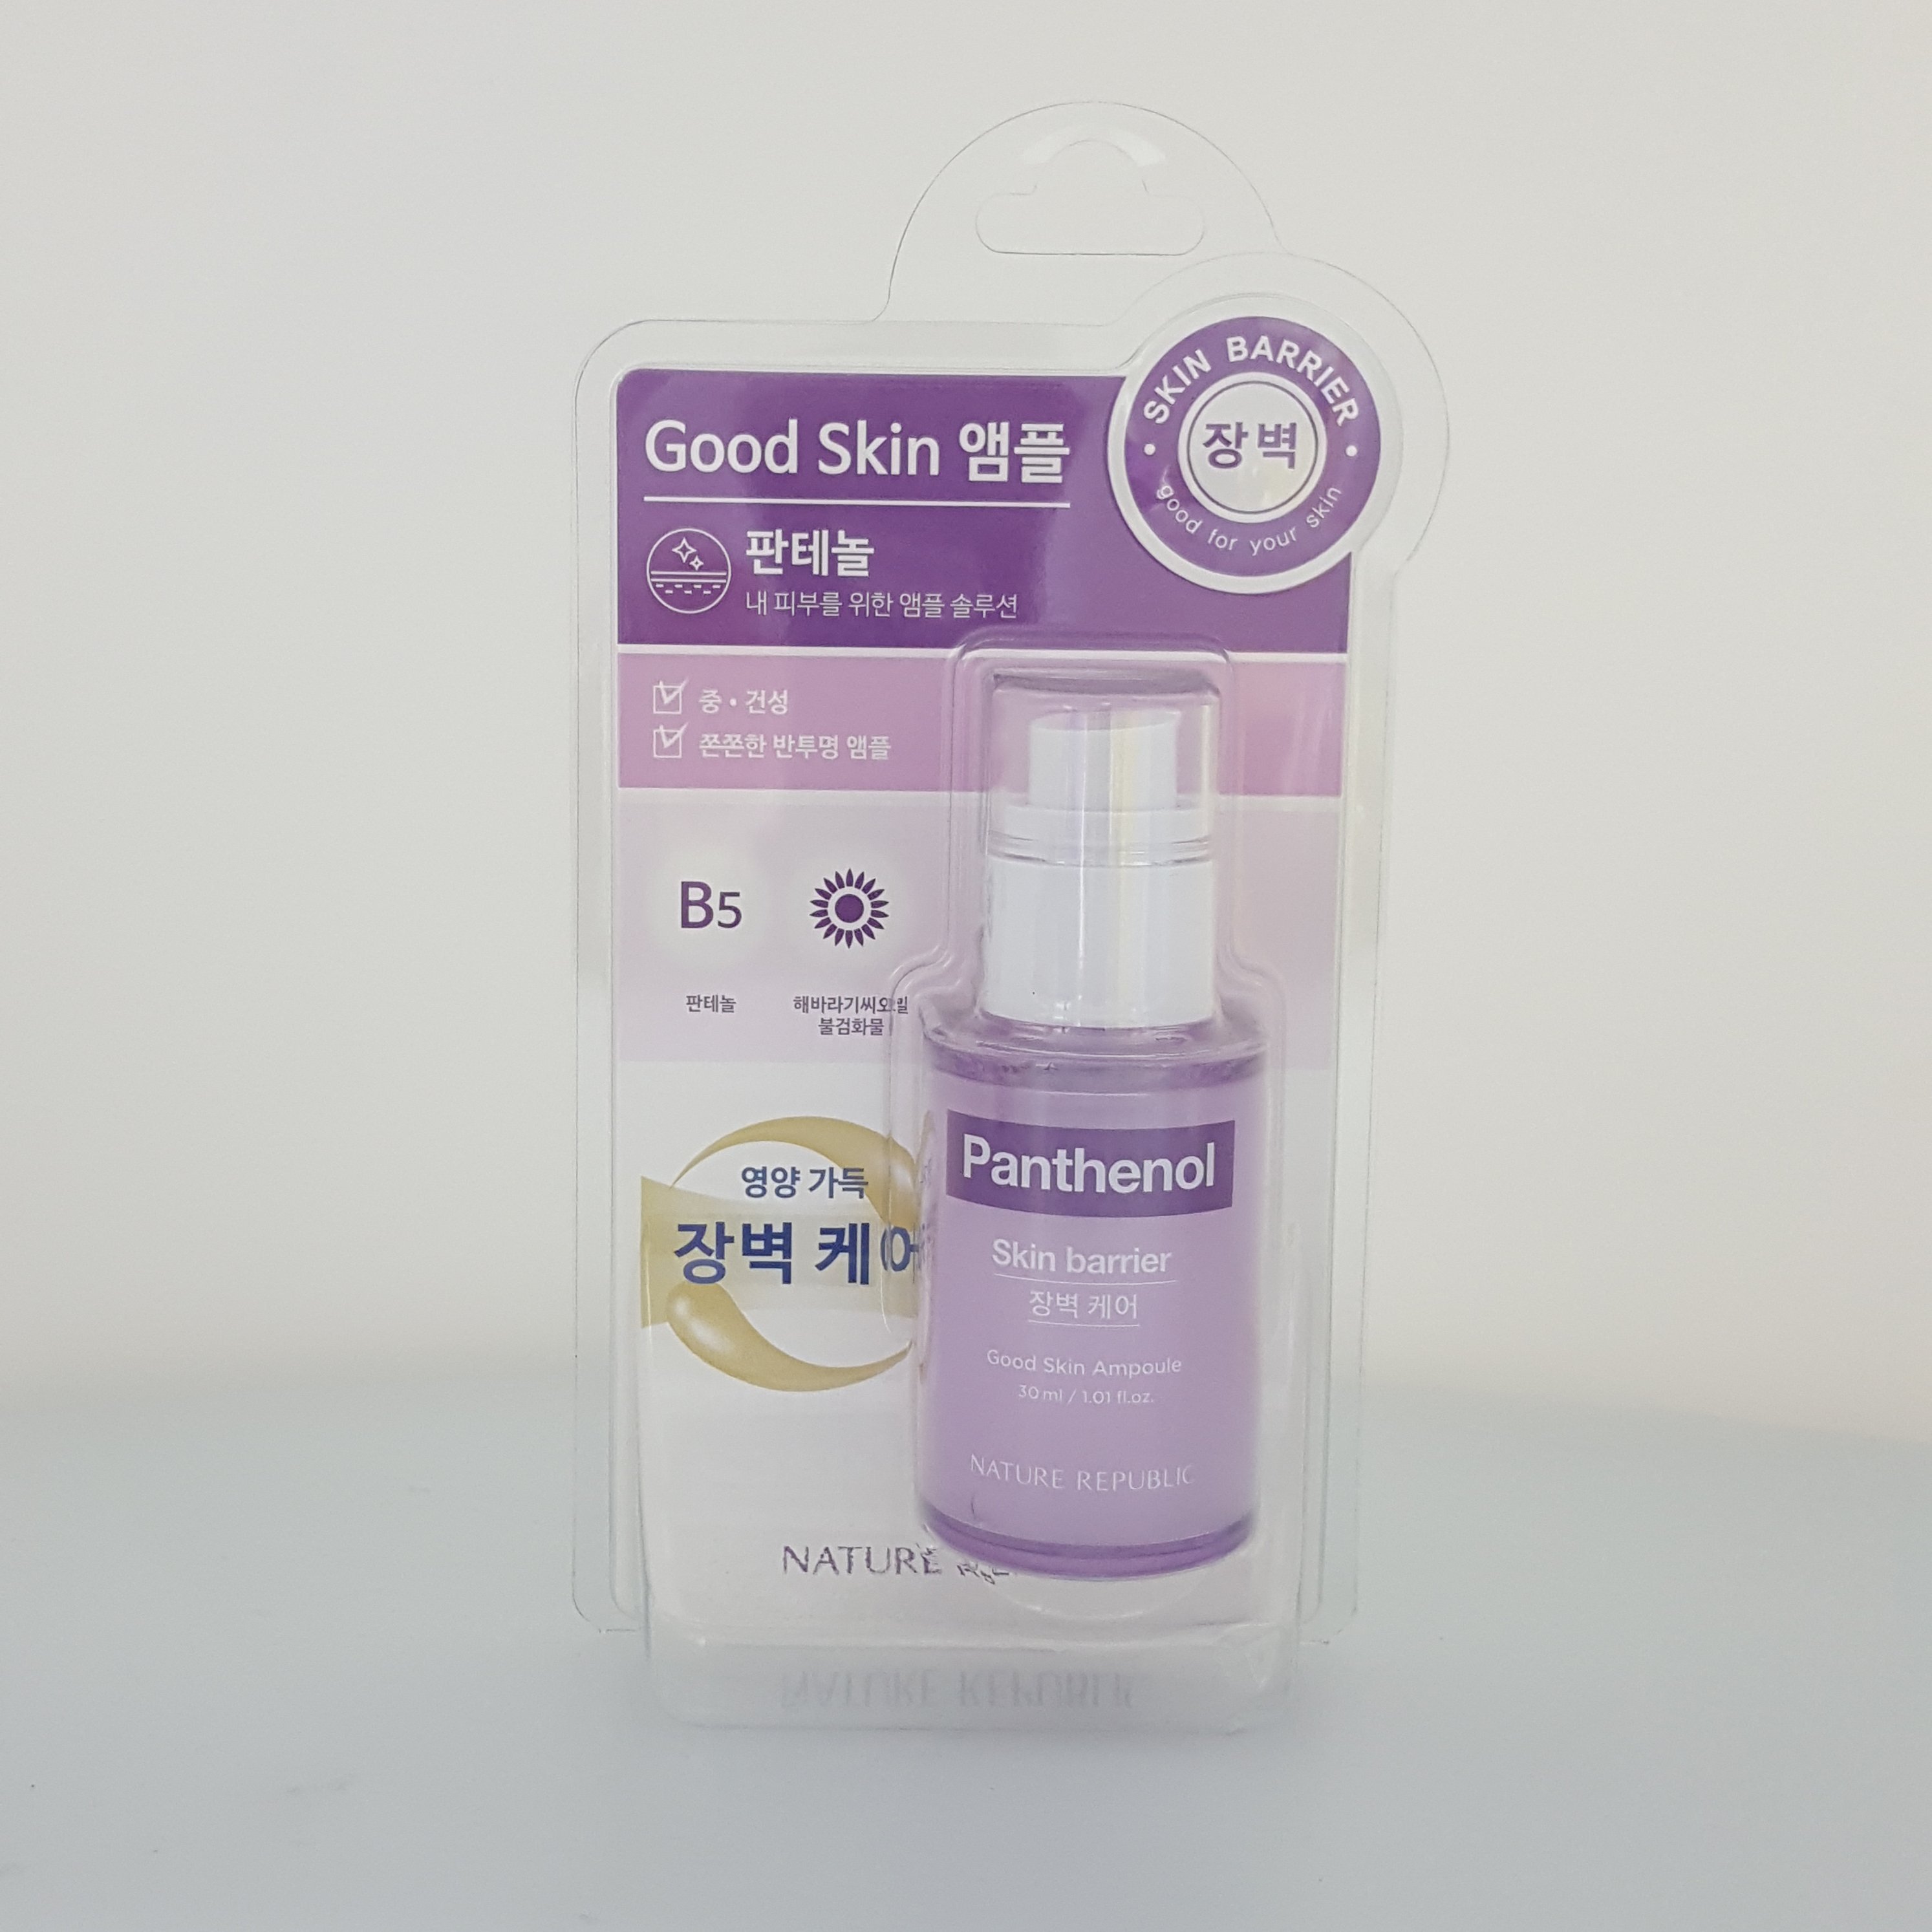 SKIN BARRIER
장벽
good for your skin
Good Skin 앰플
판테놀
내 피부를 위한 앰플 솔루션
중·건성
쫀쫀한 반투명 앰플
B5
판테놀
해바라기씨오일
불검화물
영양 가득
장벽 케어
Panthenol
Skin barrier
장벽 케어
Good Skin Ampoule
30 ml / 1.01 fl.oz.
NATURE REPUBLIC
NATURE
NATURE REPUBLIC